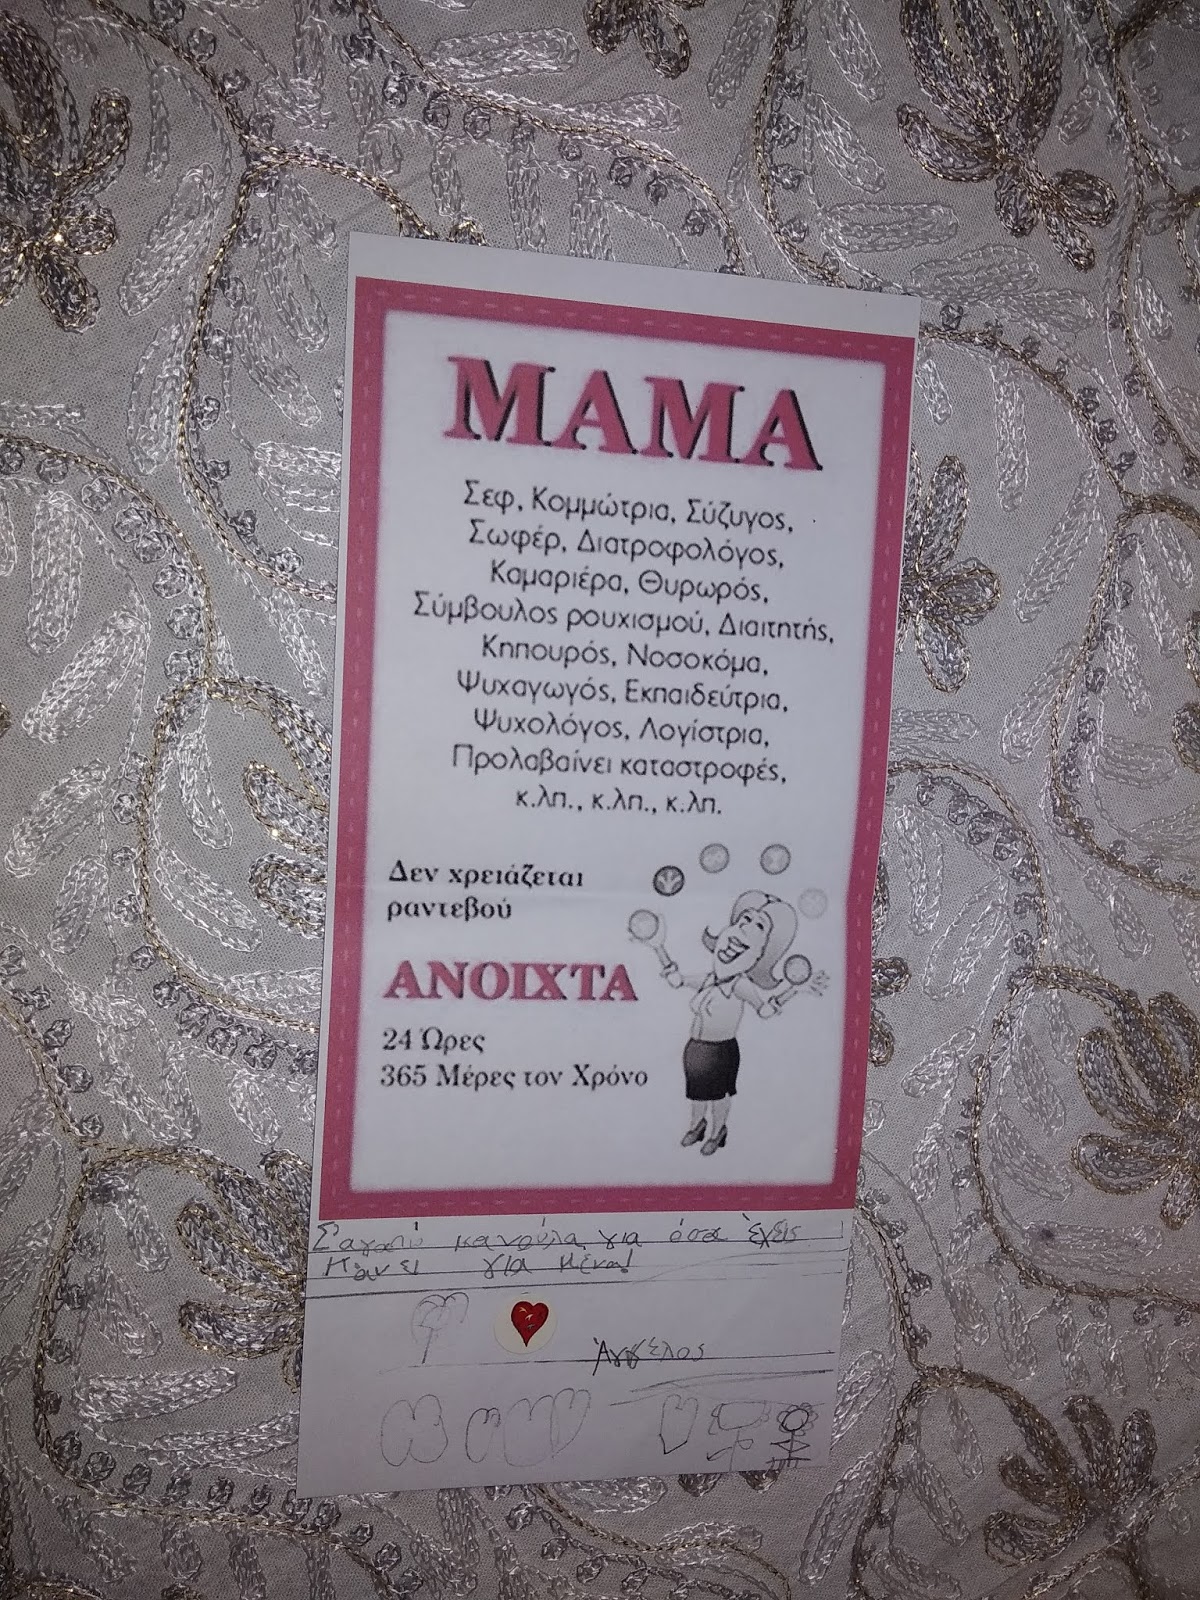 ΜΑΜΑ
Σεφ, Κομμώτρια, Σύζυγος,
Σωφέρ, Διατροφολόγος,
Καμαριέρα, Θυρωρός,
Σύμβουλος ρουχισμού, Διαιτητής,
Κηπουρός, Νοσοκόμα,
Ψυχαγωγός, Εκπαιδεύτρια,
Ψυχολόγος, Λογίστρια,
Προλαβαίνει καταστροφές,
κ.λπ., κ.λπ., κ.λπ.
Δεν χρειάζεται
ραντεβού
ΑΝΟΙΧΤΑ
24 Ώρες
365 Μέρες τον Χρόνο
Σαγαπώ μανούλα για όσα έχεις
κάνει για μένα!
Άγγελος